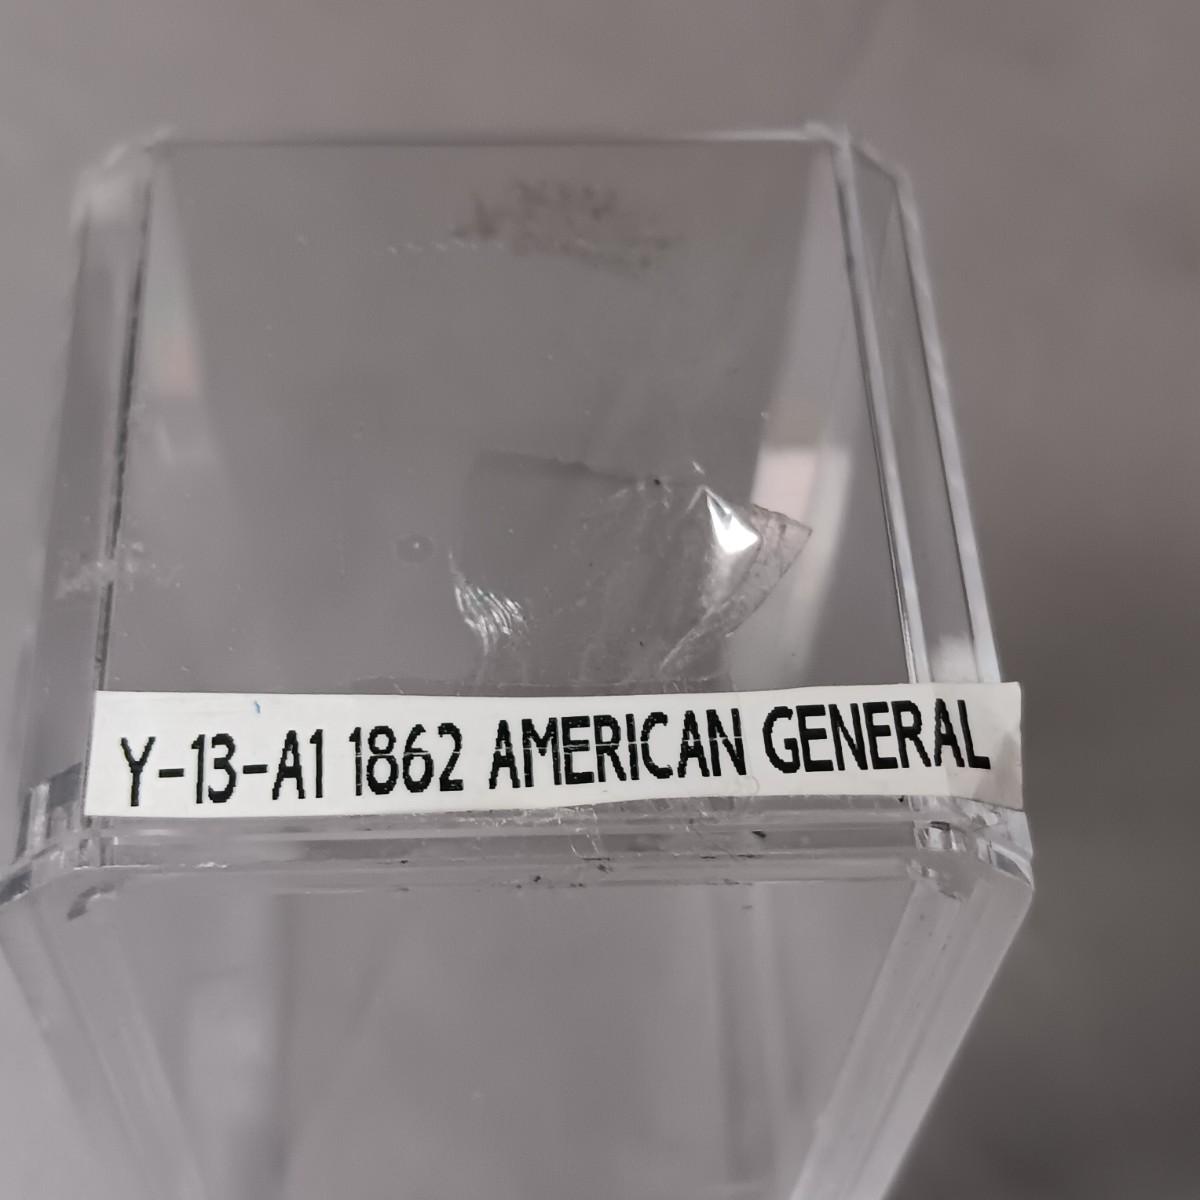 Y-13-A1 1862 AMERICAN GENERAL